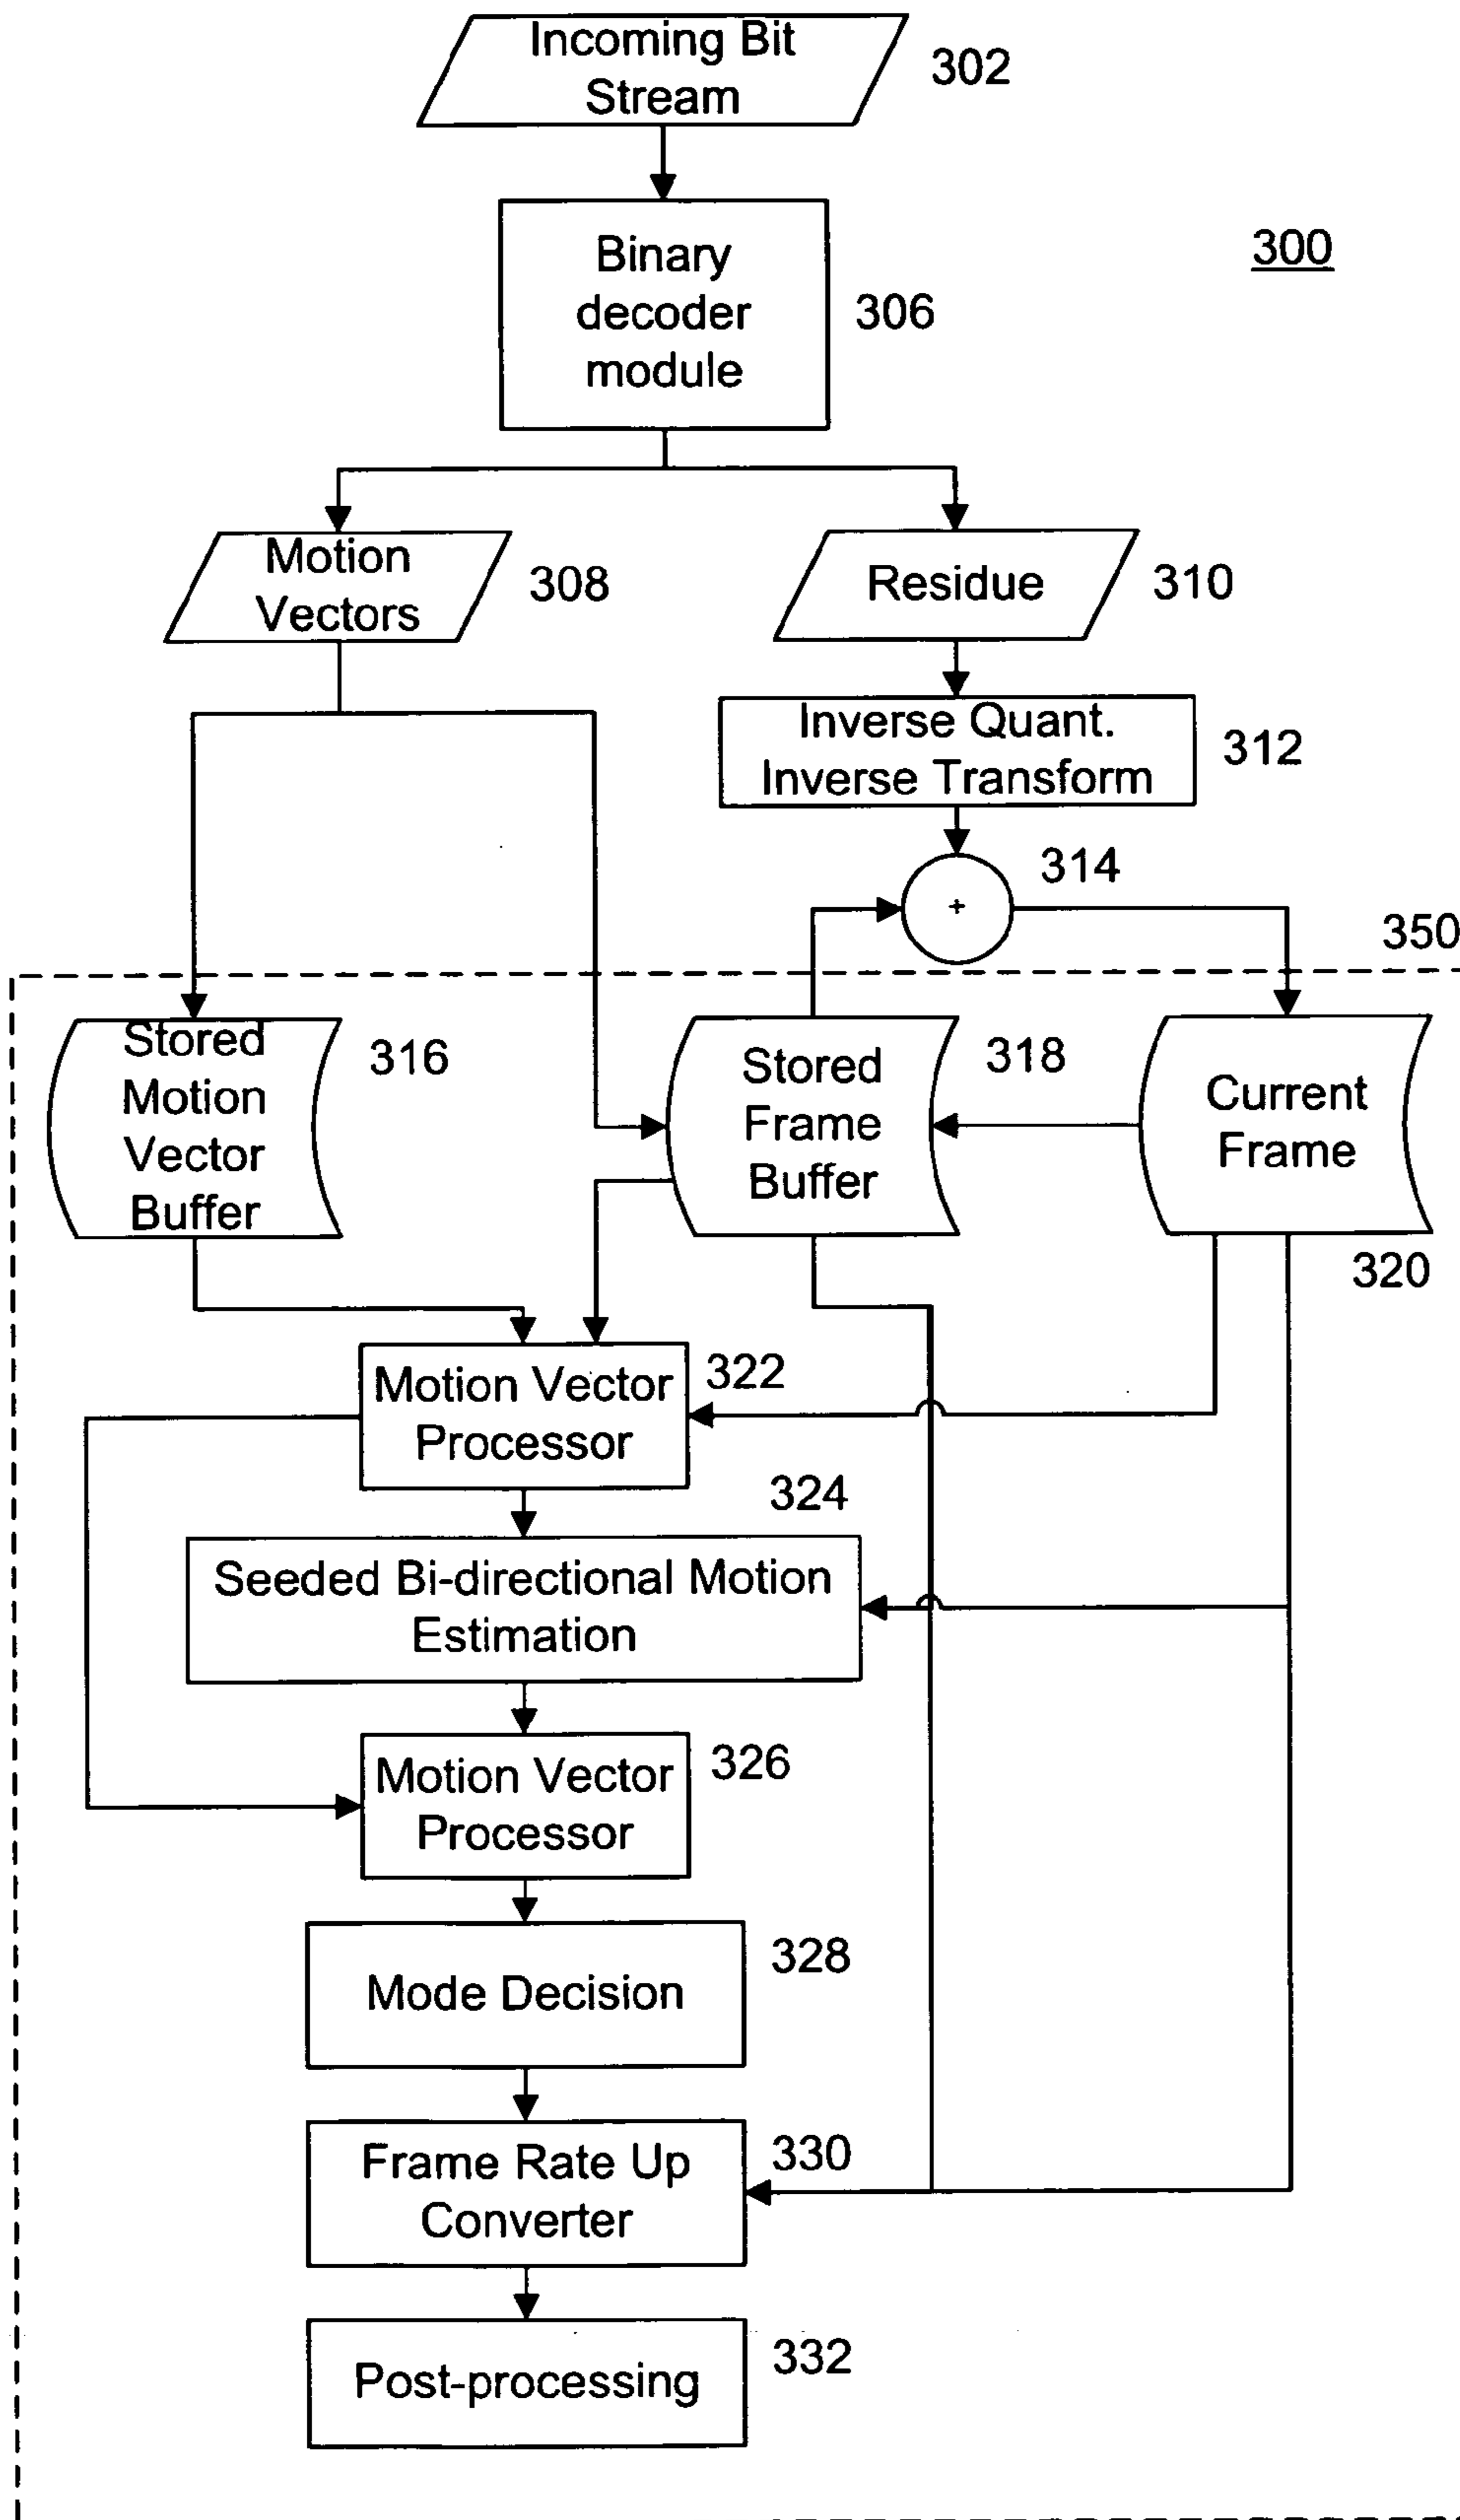 Incoming Bit
Stream
302
Binary
decoder
module
306
300
Motion
Vectors
308
Residue
310
Inverse Quant.
Inverse Transform
312
+
314
350
Stored
Motion
Vector
Buffer
316
Stored
Frame
Buffer
318
Current
Frame
320
Motion Vector
Processor
322
324
Seeded Bi-directional Motion
Estimation
Motion Vector
Processor
326
Mode Decision
328
Frame Rate Up
Converter
330
Post-processing
332